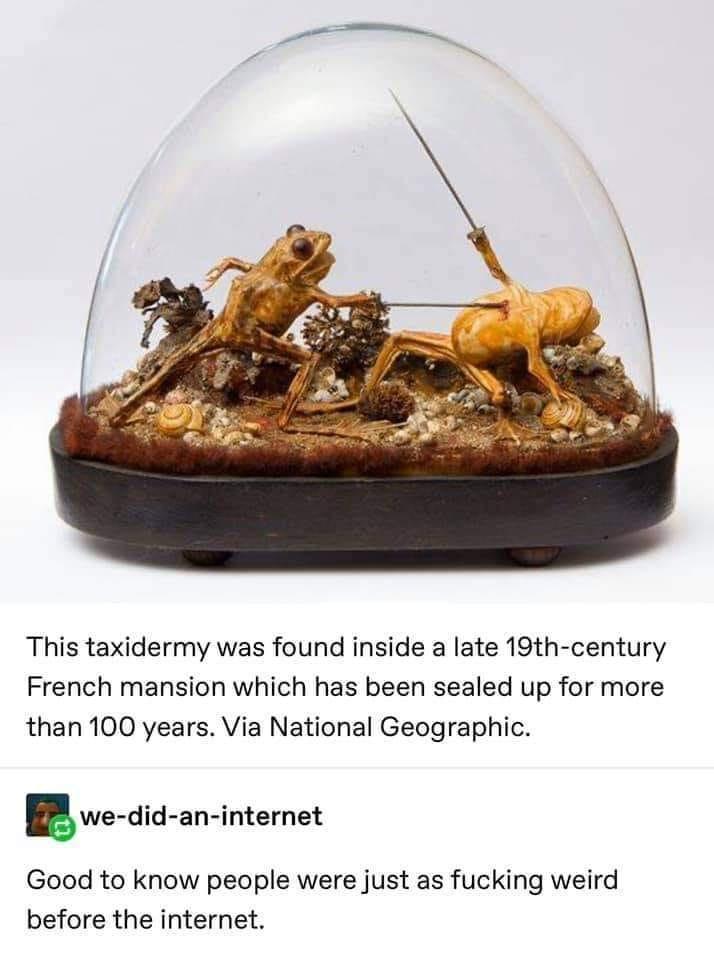 This taxidermy was found inside a late 19th-century
French mansion which has been sealed up for more
than 100 years. Via National Geographic.
we-did-an-internet
Good to know people were just as fucking weird
before the internet.